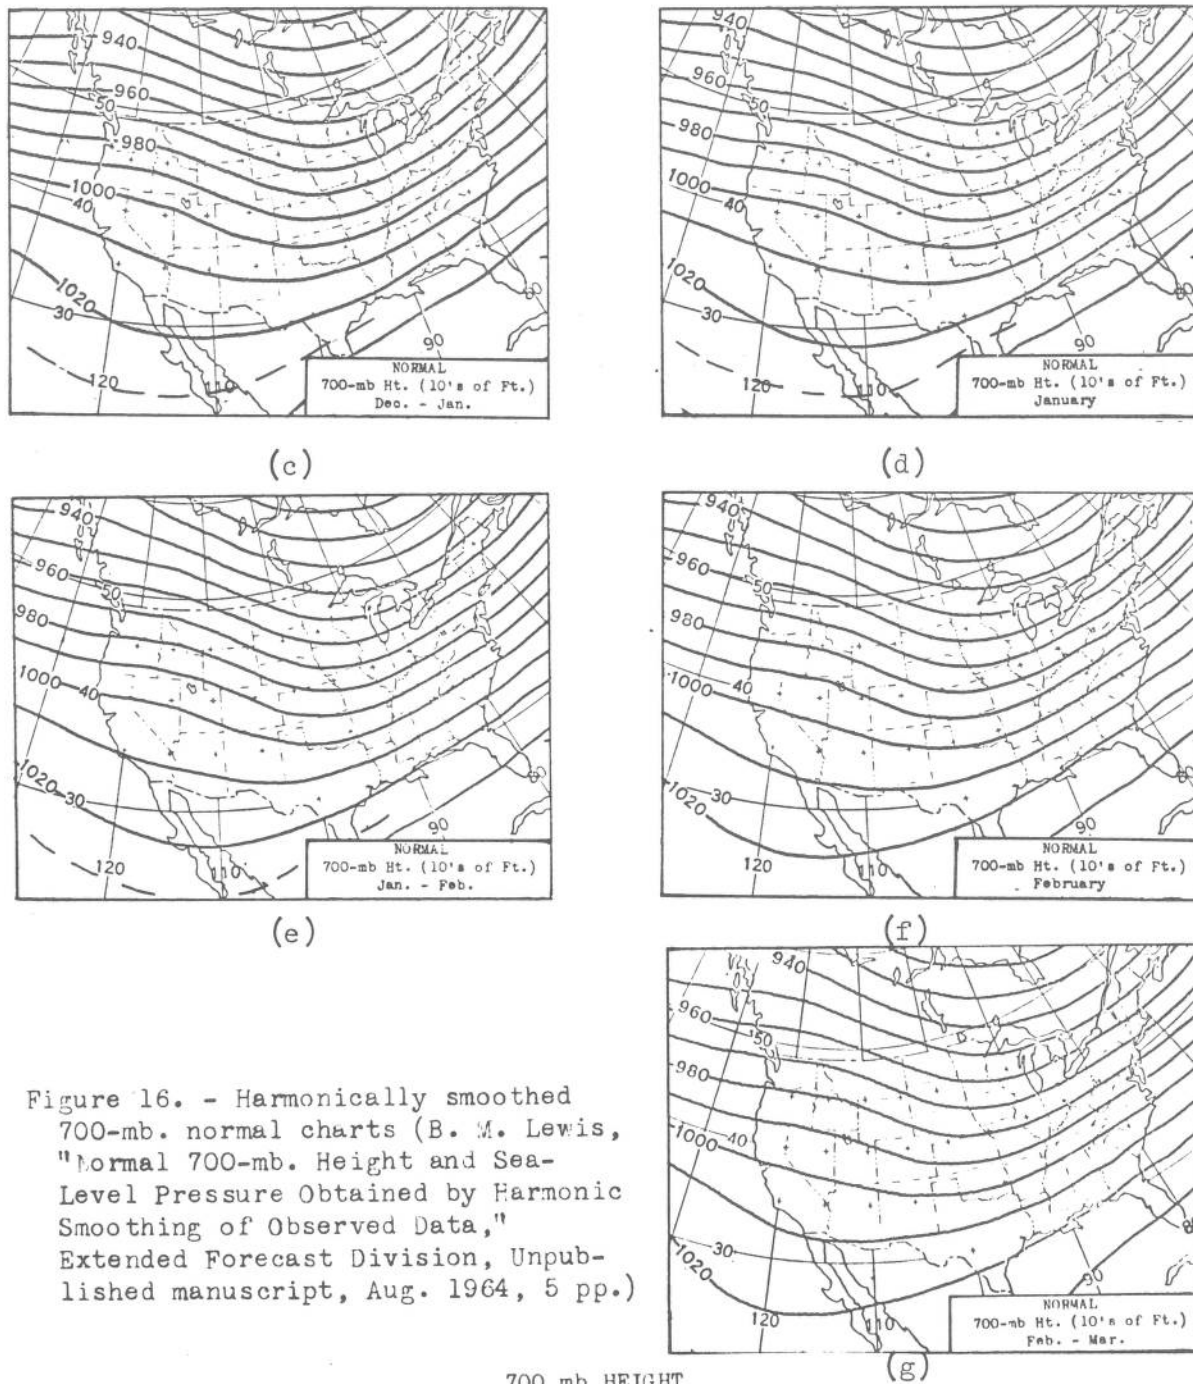 940
960
50
980
1000
40
1020
30
120
110
90
NORMAL
700-mb Ht. (10's of Ft.)
Dec. - Jan.
(c)
940
960
50
980
1000
40
1020
30
120
110
90
NORMAL
700-mb Ht. (10's of Ft.)
January
(d)
940
960
50
980
1000
40
1020
30
120
110
90
NORMAL
700-mb Ht. (10's of Ft.)
Jan. - Feb.
(e)
940
960
50
980
1000
40
1020
30
120
110
90
NORMAL
700-mb Ht. (10's of Ft.)
February
(f)
940
960
50
980
1000
40
1020
30
120
110
90
NORMAL
700-mb Ht. (10's of Ft.)
Feb. - Mar.
(g)
Figure 16. - Harmonically smoothed
700-mb. normal charts (B. M. Lewis,
"Normal 700-mb. Height and Sea-
Level Pressure Obtained by Harmonic
Smoothing of Observed Data,"
Extended Forecast Division, Unpub-
lished manuscript, Aug. 1964, 5 pp.)
700 mb HEIGHT